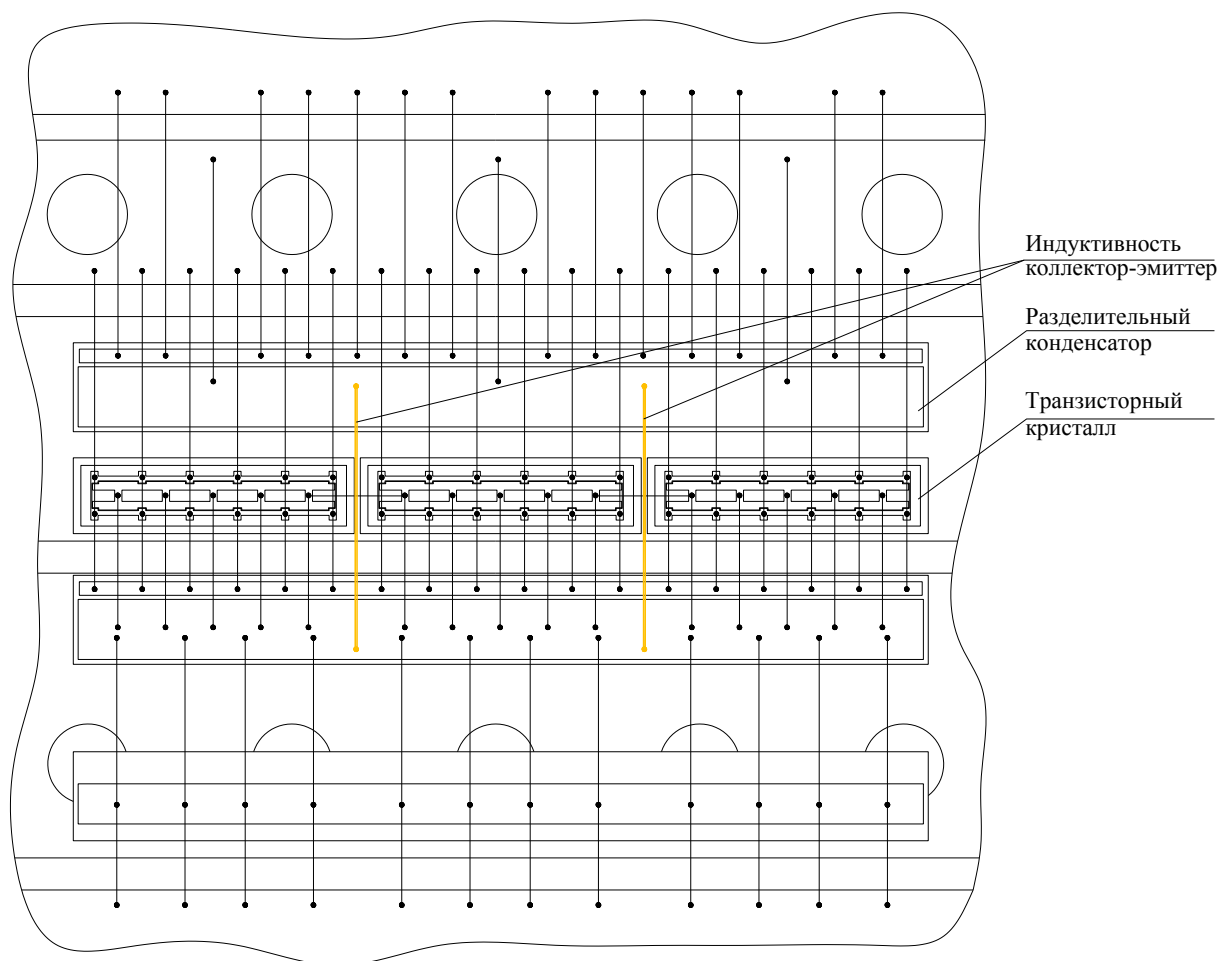 Индуктивность
коллектор-эмиттер
Разделительный
конденсатор
Транзисторный
кристалл